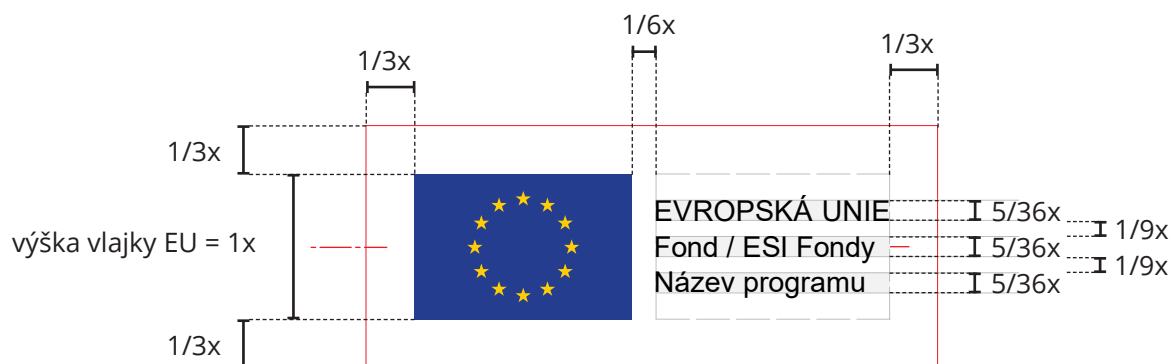 1/6x
1/3x
1/3x
1/3x
EVROPSKÁ UNIE
5/36x
1/9x
výška vlajky EU = 1x
Fond / ESI Fondy
5/36x
1/9x
Název programu
5/36x
1/3x